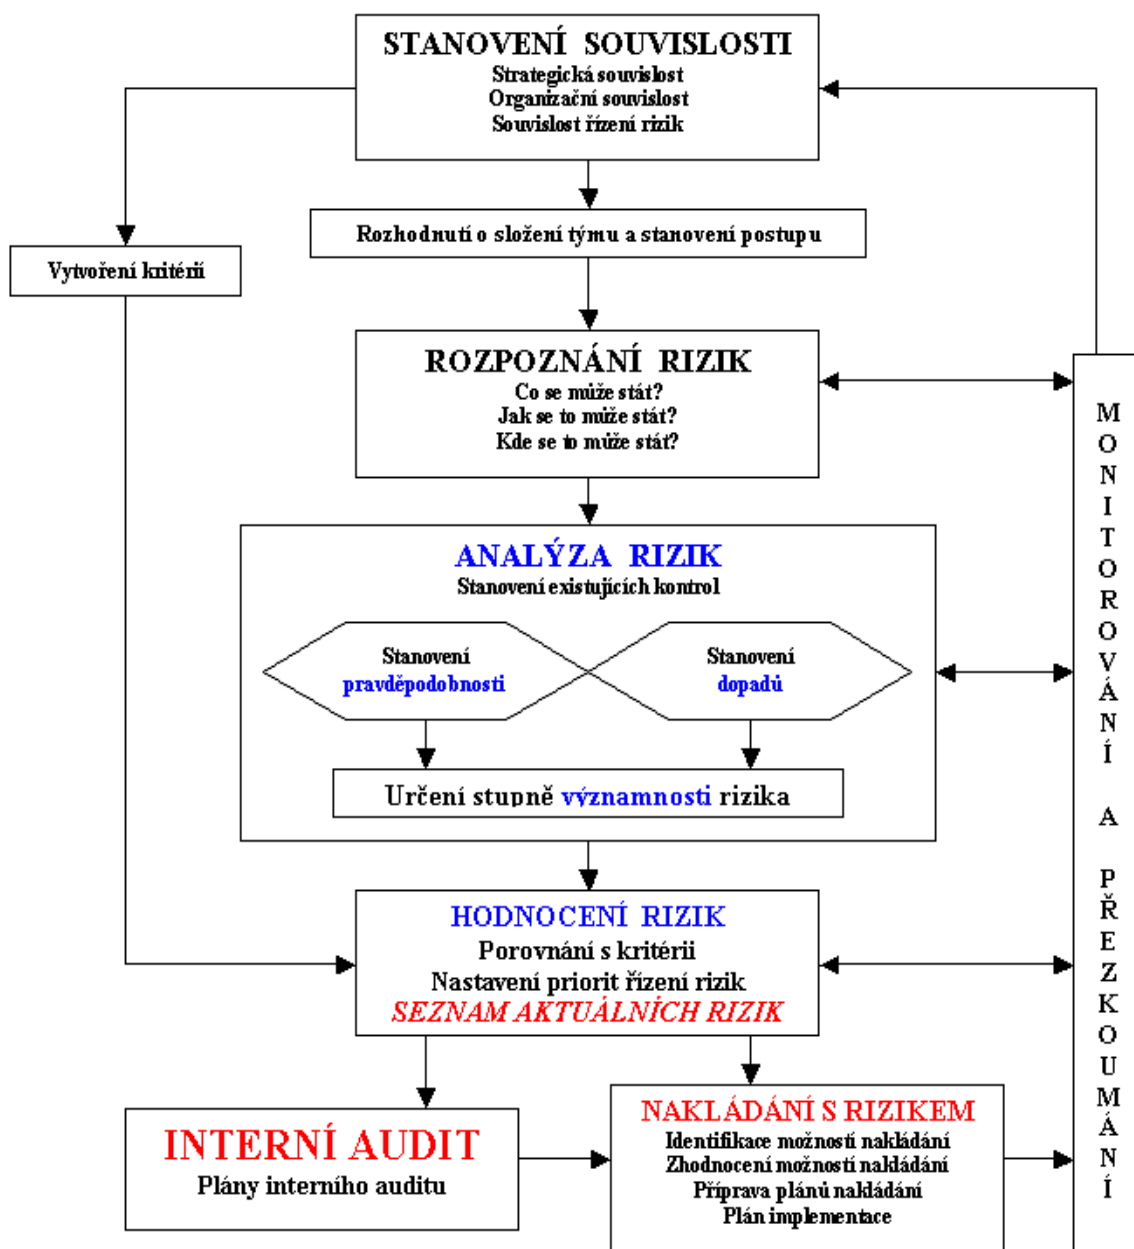 STANOVENÍ SOUVISLOSTI
Strategická souvislost
Organizační souvislost
Souvislost řízení rizik
Rozhodnutí o složení týmu a stanovení postupu
Vytvoření kritérií
ROZPOZNÁNÍ RIZIK
Co se může stát?
Jak se to může stát?
Kde se to může stát?
ANALÝZA RIZIK
Stanovení existujících kontrol
Stanovení
pravděpodobnosti
Stanovení
dopadů
Určení stupně významnosti rizika
HODNOCENÍ RIZIK
Porovnání s kritérii
Nastavení priorit řízení rizik
SEZNAM AKTUÁLNÍCH RIZIK
INTERNÍ AUDIT
Plány interního auditu
NAKLÁDÁNÍ S RIZIKEM
Identifikace možností nakládání
Zhodnocení možností nakládání
Příprava plánů nakládání
Plán implementace
MONITOROVÁNÍ A PŘEZKOUMÁNÍ